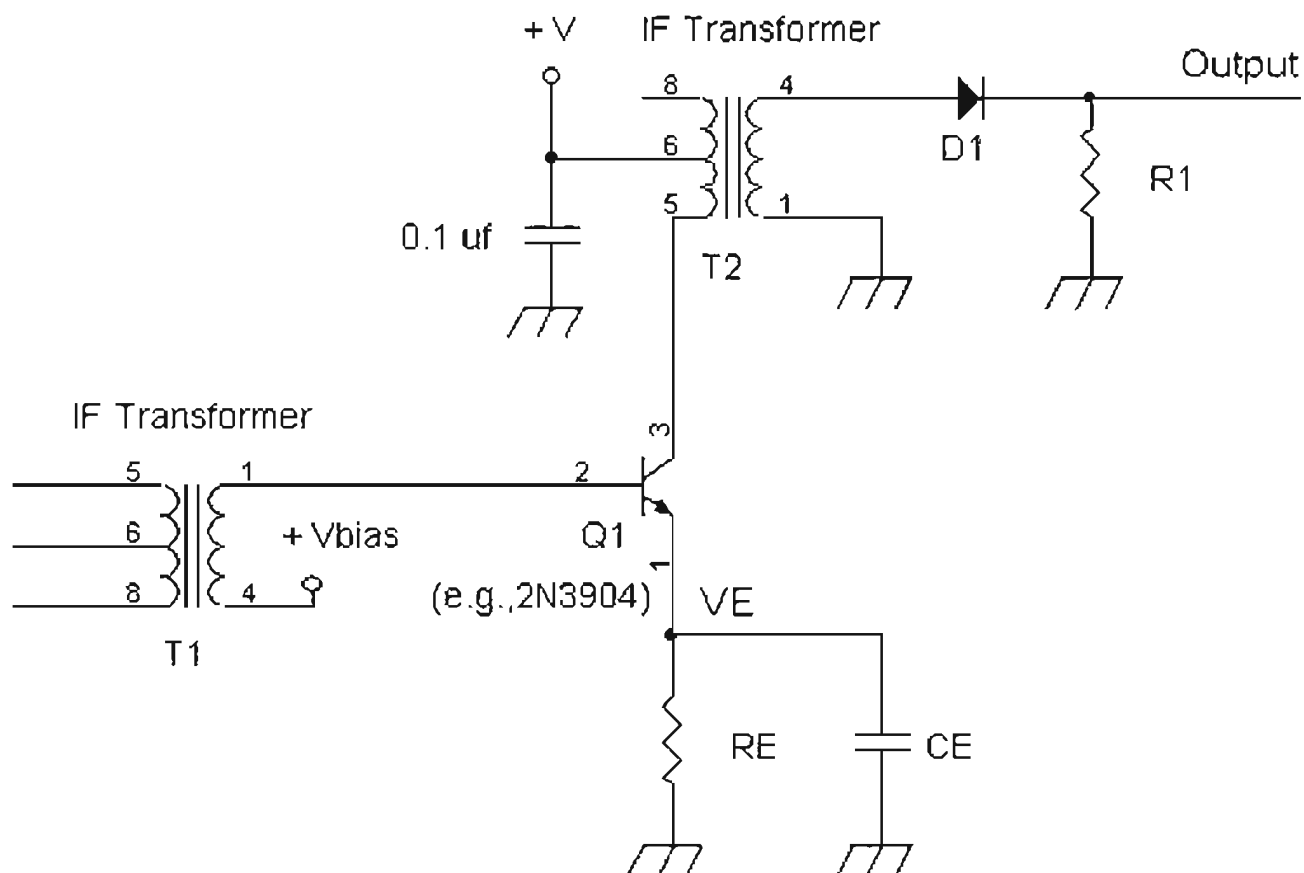 + V
IF Transformer
Output
8
4
6
D1
R1
5
1
0.1 uf
T2
IF Transformer
3
5
1
2
6
+ Vbias
Q1
8
4
(e.g.,2N3904)
1
VE
T1
RE
CE